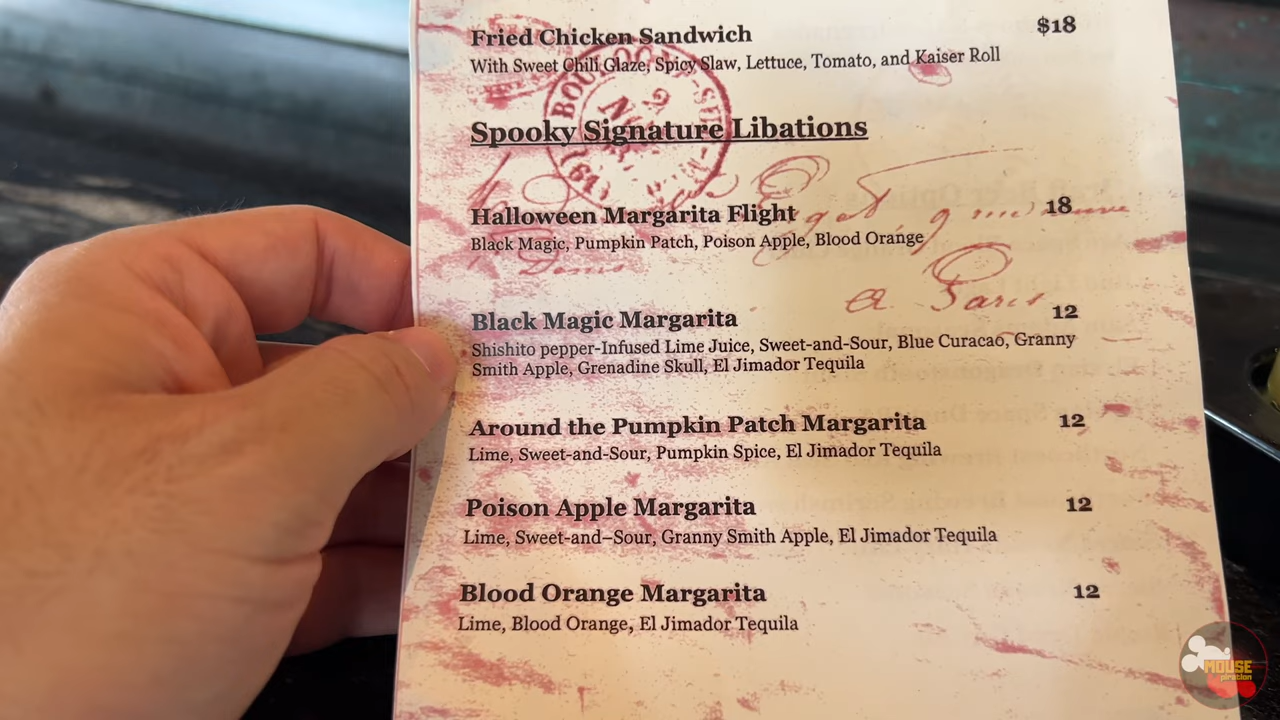 Fried Chicken Sandwich $18
With Sweet Chili Glaze, Spicy Slaw, Lettuce, Tomato, and Kaiser Roll
Spooky Signature Libations
Halloween Margarita Flight 18
Black Magic, Pumpkin Patch, Poison Apple, Blood Orange
a Paris
Black Magic Margarita 12
Shishito pepper-Infused Lime Juice, Sweet-and-Sour, Blue Curacao, Granny
Smith Apple, Grenadine Skull, El Jimador Tequila
Around the Pumpkin Patch Margarita 12
Lime, Sweet-and-Sour, Pumpkin Spice, El Jimador Tequila
Poison Apple Margarita 12
Lime, Sweet-and–Sour, Granny Smith Apple, El Jimador Tequila
Blood Orange Margarita 12
Lime, Blood Orange, El Jimador Tequila
MOUSE
piration